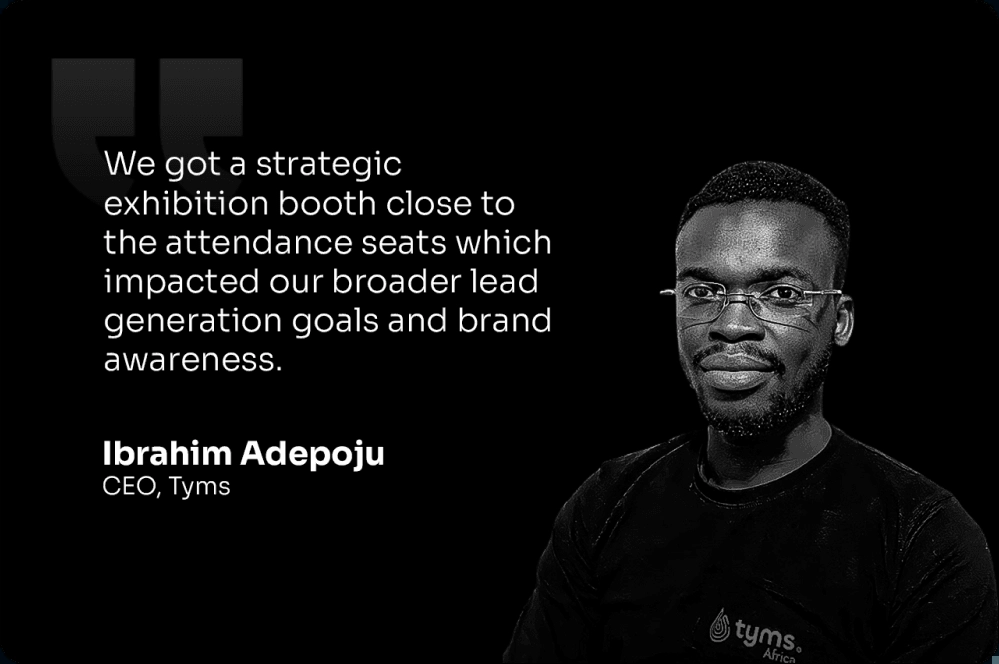 We got a strategic
exhibition booth close to
the attendance seats which
impacted our broader lead
generation goals and brand
awareness.
Ibrahim Adepoju
CEO, Tyms
tyms.
Africa